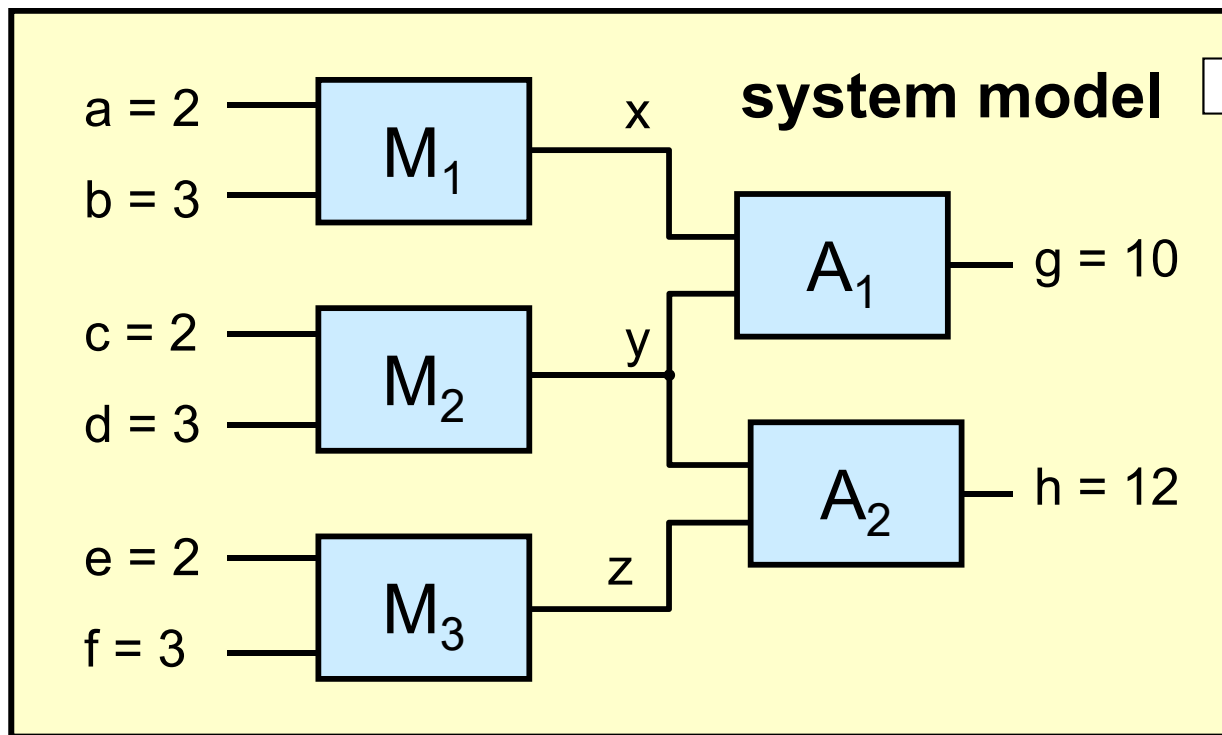 system model
a = 2
b = 3
M₁
x
A₁
g = 10
c = 2
d = 3
M₂
y
A₂
h = 12
e = 2
f = 3
M₃
z